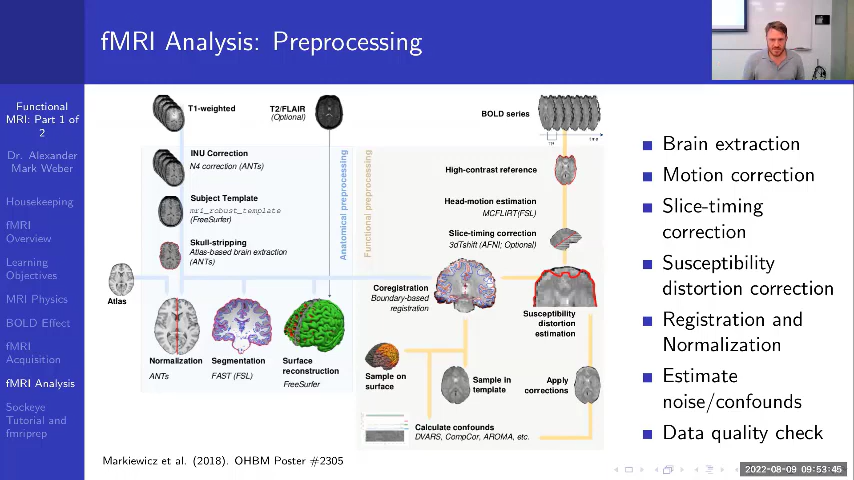 fMRI Analysis: Preprocessing
Functional
MRI: Part 1 of
2
Dr. Alexander
Mark Weber
Housekeeping
fMRI
Overview
Learning
Objectives
MRI Physics
BOLD Effect
fMRI
Acquisition
fMRI Analysis
Sockeye
Tutorial and
fmriprep
T1-weighted
T2/FLAIR
(Optional)
BOLD series
INU Correction
N4 correction (ANTs)
Subject Template
mri_robust_template
(FreeSurfer)
Skull-stripping
Atlas-based brain extraction
(ANTs)
Anatomical preprocessing
Functional preprocessing
High-contrast reference
Head-motion estimation
MCFLIRT(FSL)
Slice-timing correction
3dTshift (AFNI; Optional)
Atlas
Normalization
ANTs
Segmentation
FAST (FSL)
Surface
reconstruction
FreeSurfer
Coregistration
Boundary-based
registration
Susceptibility
distortion
estimation
Sample on
surface
Sample in
template
Apply
corrections
Calculate confounds
DVARS, CompCor, AROMA, etc.
Markiewicz et al. (2018). OHBM Poster #2305
Brain extraction
Motion correction
Slice-timing
correction
Susceptibility
distortion correction
Registration and
Normalization
Estimate
noise/confounds
Data quality check
2022-08-09 09:53:45